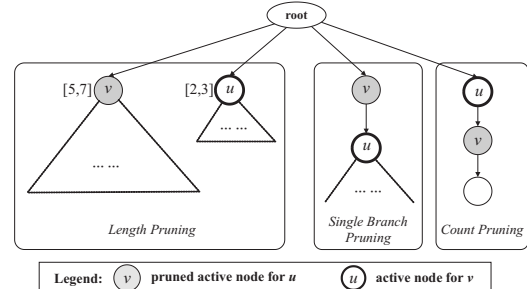 root
[5,7] v [2,3] u v u
u v
... ...
... ... ... ...
Length Pruning
Single Branch
Pruning
Count Pruning
Legend: v pruned active node for u u active node for v